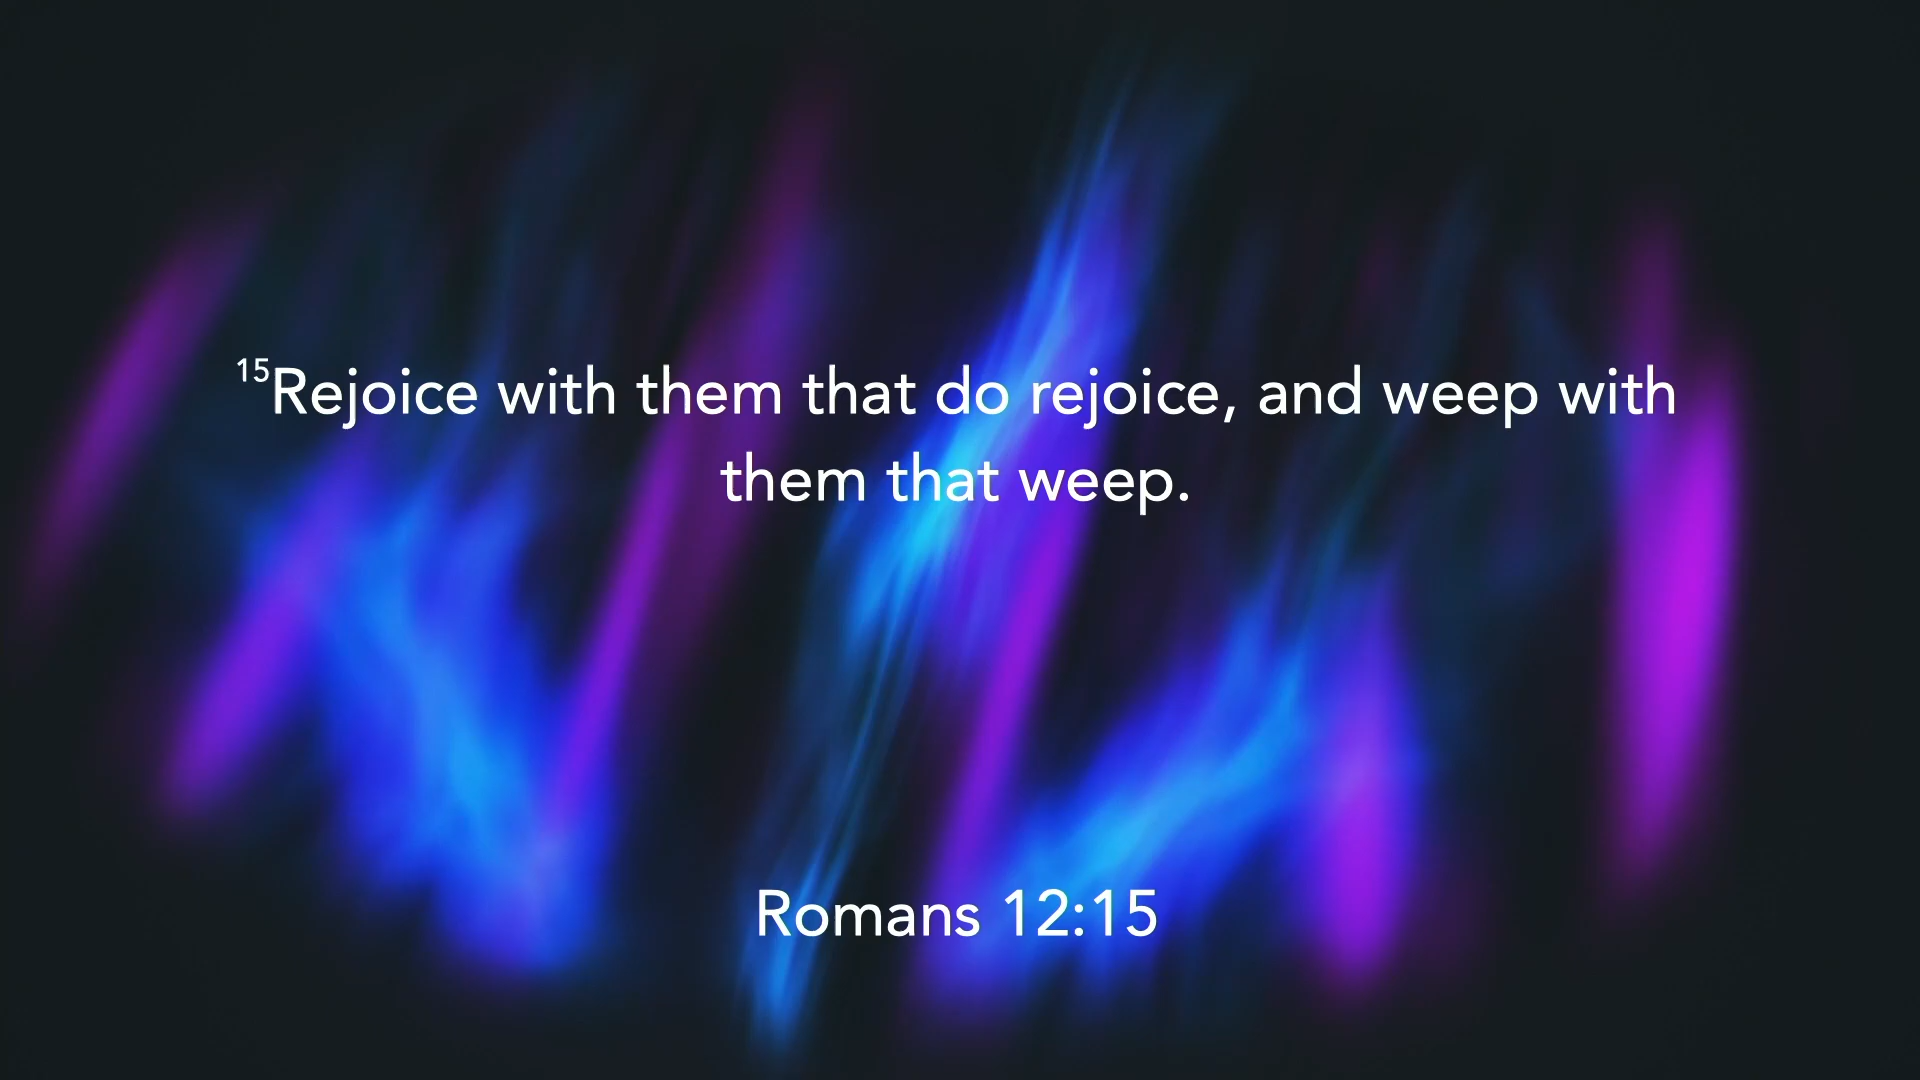 15Rejoice with them that do rejoice, and weep with
them that weep.
Romans 12:15